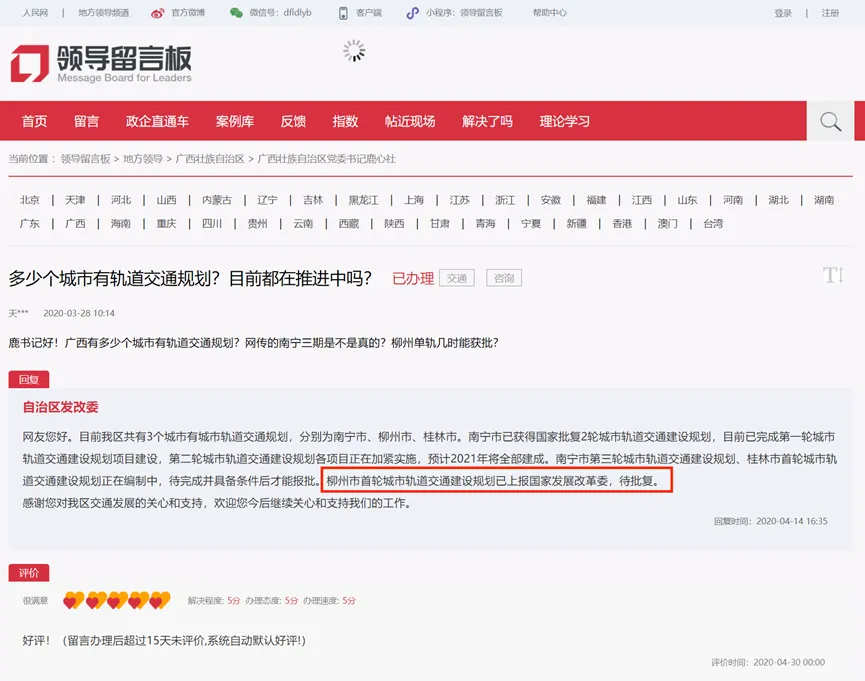 人民网 | 地方领导频道 官方微博 微信号：dfldlyb 客户端 小程序：领导留言板 帮助中心 登录 | 注册
领导留言板
Message Board for Leaders
首页 留言 政企直通车 案例库 反馈 指数 帖近现场 解决了吗 理论学习
当前位置：领导留言板 > 地方领导 > 广西壮族自治区 > 广西壮族自治区党委书记鹿心社
北京 | 天津 | 河北 | 山西 | 内蒙古 | 辽宁 | 吉林 | 黑龙江 | 上海 | 江苏 | 浙江 | 安徽 | 福建 | 江西 | 山东 | 河南 | 湖北 | 湖南
广东 | 广西 | 海南 | 重庆 | 四川 | 贵州 | 云南 | 西藏 | 陕西 | 甘肃 | 青海 | 宁夏 | 新疆 | 香港 | 澳门 | 台湾
多少个城市有轨道交通规划？目前都在推进中吗？ 已办理 交通 咨询
天*** 2020-03-28 10:14
鹿书记好！广西有多少个城市有轨道交通规划？网传的南宁三期是不是真的？柳州单轨几时能获批？
回复
自治区发改委
网友您好。目前我区共有3个城市有城市轨道交通规划，分别为南宁市、柳州市、桂林市。南宁市已获得国家批复2轮城市轨道交通建设规划，目前已完成第一轮城市
轨道交通建设规划项目建设，第二轮城市轨道交通建设规划各项目正在加紧实施，预计2021年将全部建成。南宁市第三轮城市轨道交通建设规划、桂林市首轮城市轨
道交通建设规划正在编制中，待完成并具备条件后才能报批。柳州市首轮城市轨道交通建设规划已上报国家发展改革委，待批复。
感谢您对我区交通发展的关心和支持，欢迎您今后继续关心和支持我们的工作。
回复时间：2020-04-14 16:35
评价
很满意 解决程度：5分 办理态度：5分 办理速度：5分
好评！（留言办理后超过15天未评价,系统自动默认好评!）
评价时间：2020-04-30 00:00